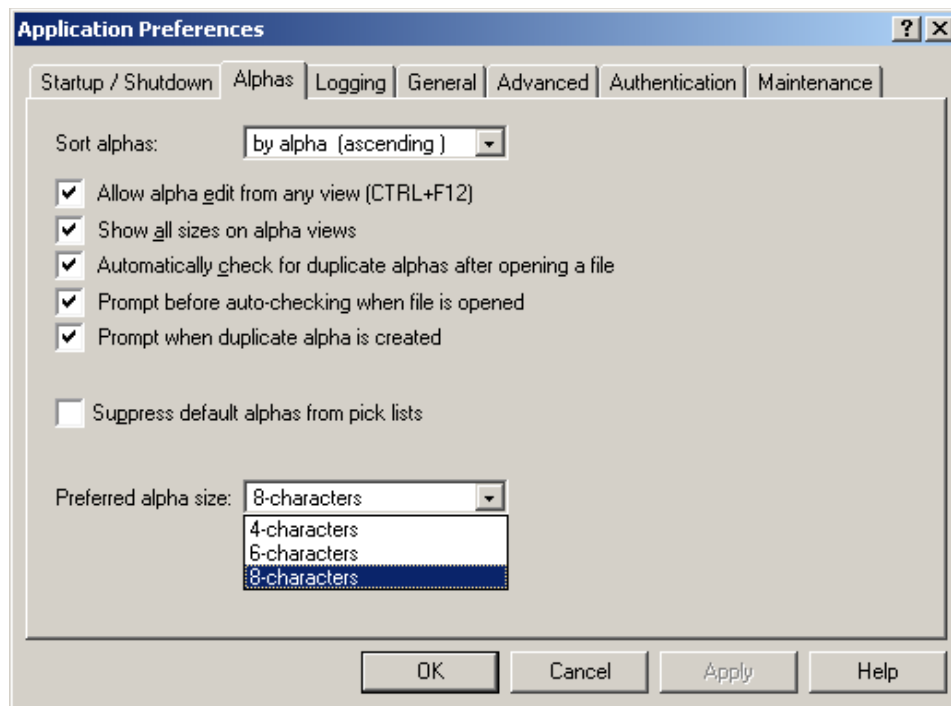 Application Preferences
Startup / Shutdown Alphas Logging General Advanced Authentication Maintenance
Sort alphas: by alpha (ascending )
Allow alpha edit from any view (CTRL+F12)
Show all sizes on alpha views
Automatically check for duplicate alphas after opening a file
Prompt before auto-checking when file is opened
Prompt when duplicate alpha is created
Suppress default alphas from pick lists
Preferred alpha size: 8-characters
4-characters
6-characters
8-characters
OK Cancel Apply Help